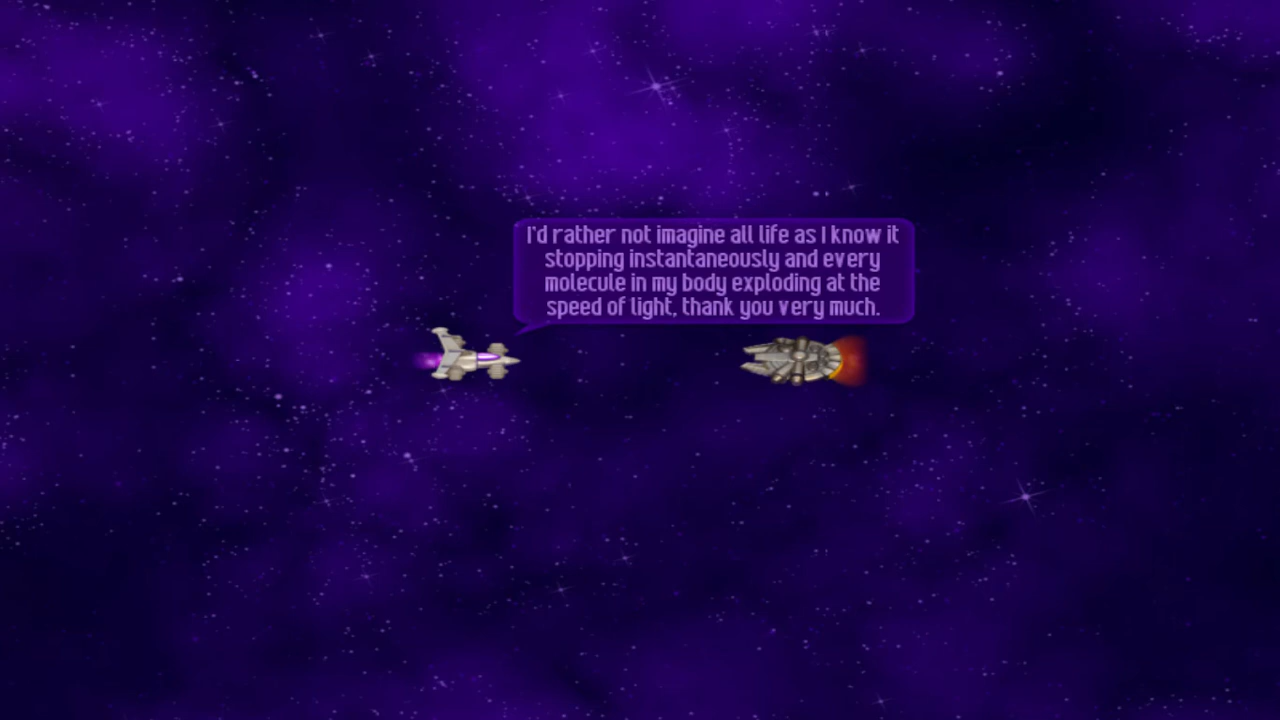 I'd rather not imagine all life as I know it
stopping instantaneously and every
molecule in my body exploding at the
speed of light, thank you very much.